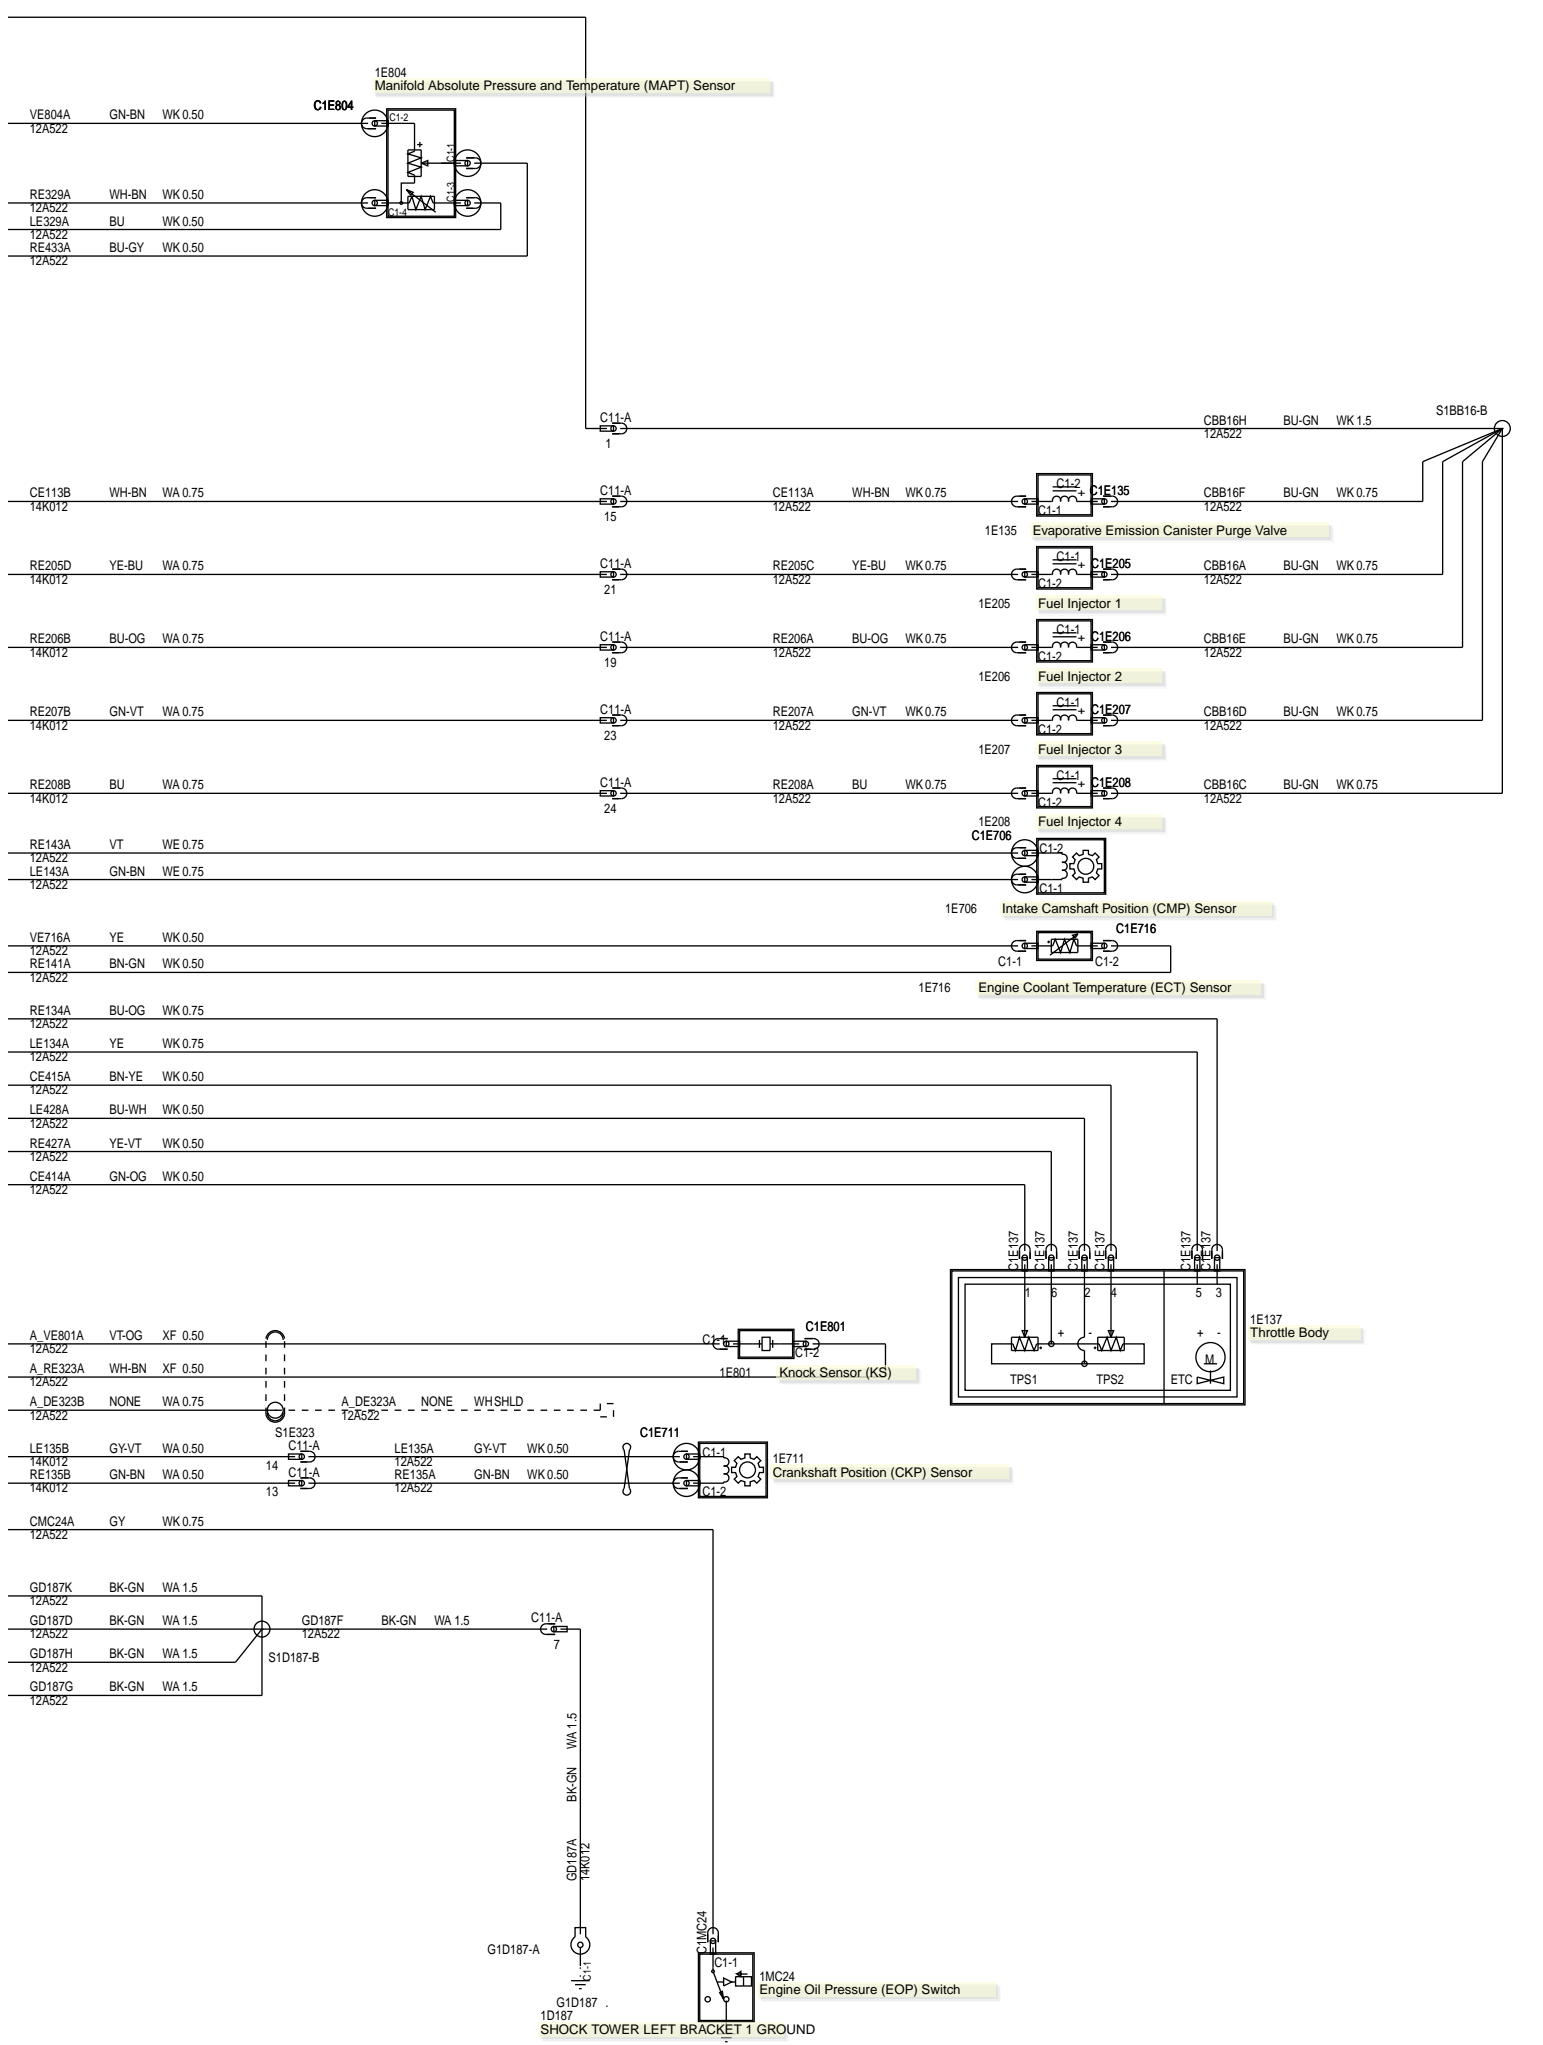 1E804
Manifold Absolute Pressure and Temperature (MAPT) Sensor
C1E804
VE804A GN-BN WK 0.50
12A522
C1-2
+
C1-1
RE329A WH-BN WK 0.50
12A522
C1-3
C1-4
LE329A BU WK 0.50
12A522
RE433A BU-GY WK 0.50
12A522
C11-A
1
CBB16H BU-GN WK 1.5
12A522
S1BB16-B
CE113B WH-BN WA 0.75
14K012
C11-A
15
CE113A WH-BN WK 0.75
12A522
C1-2
+
C1E135
C1-1
CBB16F BU-GN WK 0.75
12A522
1E135 Evaporative Emission Canister Purge Valve
RE205D YE-BU WA 0.75
14K012
C11-A
21
RE205C YE-BU WK 0.75
12A522
C1-1
+
C1E205
C1-2
CBB16A BU-GN WK 0.75
12A522
1E205 Fuel Injector 1
RE206B BU-OG WA 0.75
14K012
C11-A
19
RE206A BU-OG WK 0.75
12A522
C1-1
+
C1E206
C1-2
CBB16E BU-GN WK 0.75
12A522
1E206 Fuel Injector 2
RE207B GN-VT WA 0.75
14K012
C11-A
23
RE207A GN-VT WK 0.75
12A522
C1-1
+
C1E207
C1-2
CBB16D BU-GN WK 0.75
12A522
1E207 Fuel Injector 3
RE208B BU WA 0.75
14K012
C11-A
24
RE208A BU WK 0.75
12A522
C1-1
+
C1E208
C1-2
CBB16C BU-GN WK 0.75
12A522
1E208 Fuel Injector 4
C1E706
RE143A VT WE 0.75
12A522
C1-2
LE143A GN-BN WE 0.75
12A522
C1-1
1E706 Intake Camshaft Position (CMP) Sensor
VE716A YE WK 0.50
12A522
C1E716
C1-1 C1-2
RE141A BN-GN WK 0.50
12A522
1E716 Engine Coolant Temperature (ECT) Sensor
RE134A BU-OG WK 0.75
12A522
LE134A YE WK 0.75
12A522
CE415A BN-YE WK 0.50
12A522
LE428A BU-WH WK 0.50
12A522
RE427A YE-VT WK 0.50
12A522
CE414A GN-OG WK 0.50
12A522
C1E137 C1E137 C1E137 C1E137 C1E137 C1E137
1 6 2 4 5 3
1E137
Throttle Body
+ - + -
M
TPS1 TPS2 ETC
A_VE801A VT-OG XF 0.50
12A522
C1-1
C1E801
C1-2
A_RE323A WH-BN XF 0.50
12A522
1E801 Knock Sensor (KS)
A_DE323B NONE WA 0.75
12A522
A_DE323A NONE WHSHLD
12A522
S1E323
C1E711
LE135B GY-VT WA 0.50
14K012
C11-A
14
LE135A GY-VT WK 0.50
12A522
C1-1
1E711
Crankshaft Position (CKP) Sensor
RE135B GN-BN WA 0.50
14K012
C11-A
13
RE135A GN-BN WK 0.50
12A522
C1-2
CMC24A GY WK 0.75
12A522
GD187K BK-GN WA 1.5
12A522
GD187D BK-GN WA 1.5
12A522
GD187F BK-GN WA 1.5
12A522
C11-A
7
GD187H BK-GN WA 1.5
12A522
S1D187-B
GD187G BK-GN WA 1.5
12A522
GD187A BK-GN WA 1.5
14K012
G1D187-A
C1-1
G1D187 .
1D187
SHOCK TOWER LEFT BRACKET 1 GROUND
C1MC24
C1-1
1MC24
Engine Oil Pressure (EOP) Switch